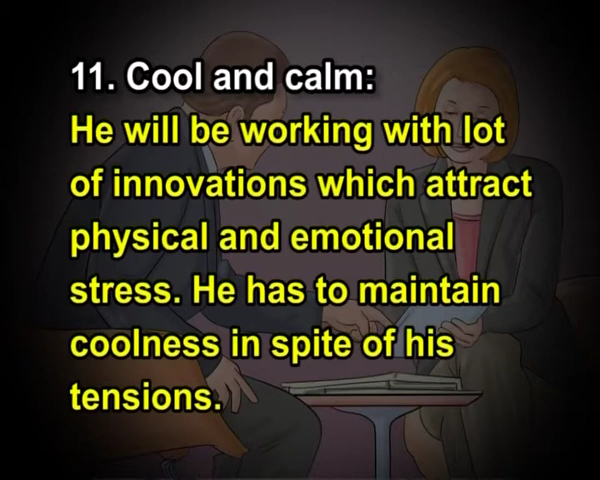 11. Cool and calm:
He will be working with lot
of innovations which attract
physical and emotional
stress. He has to maintain
coolness in spite of his
tensions.